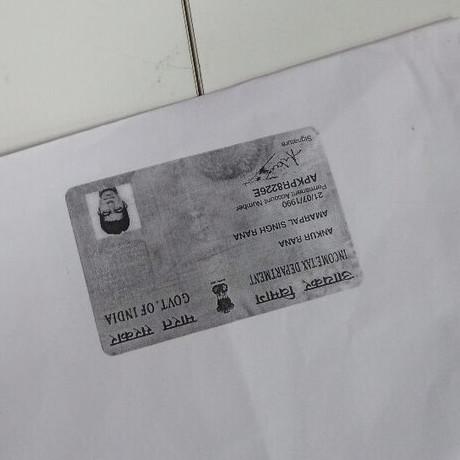 आयकर विभाग भारत सरकार
INCOME TAX DEPARTMENT GOVT. OF INDIA
ANKUR RANA
AMARPAL SINGH RANA
21/07/1990
Permanent Account Number
APKPR8226E
Signature